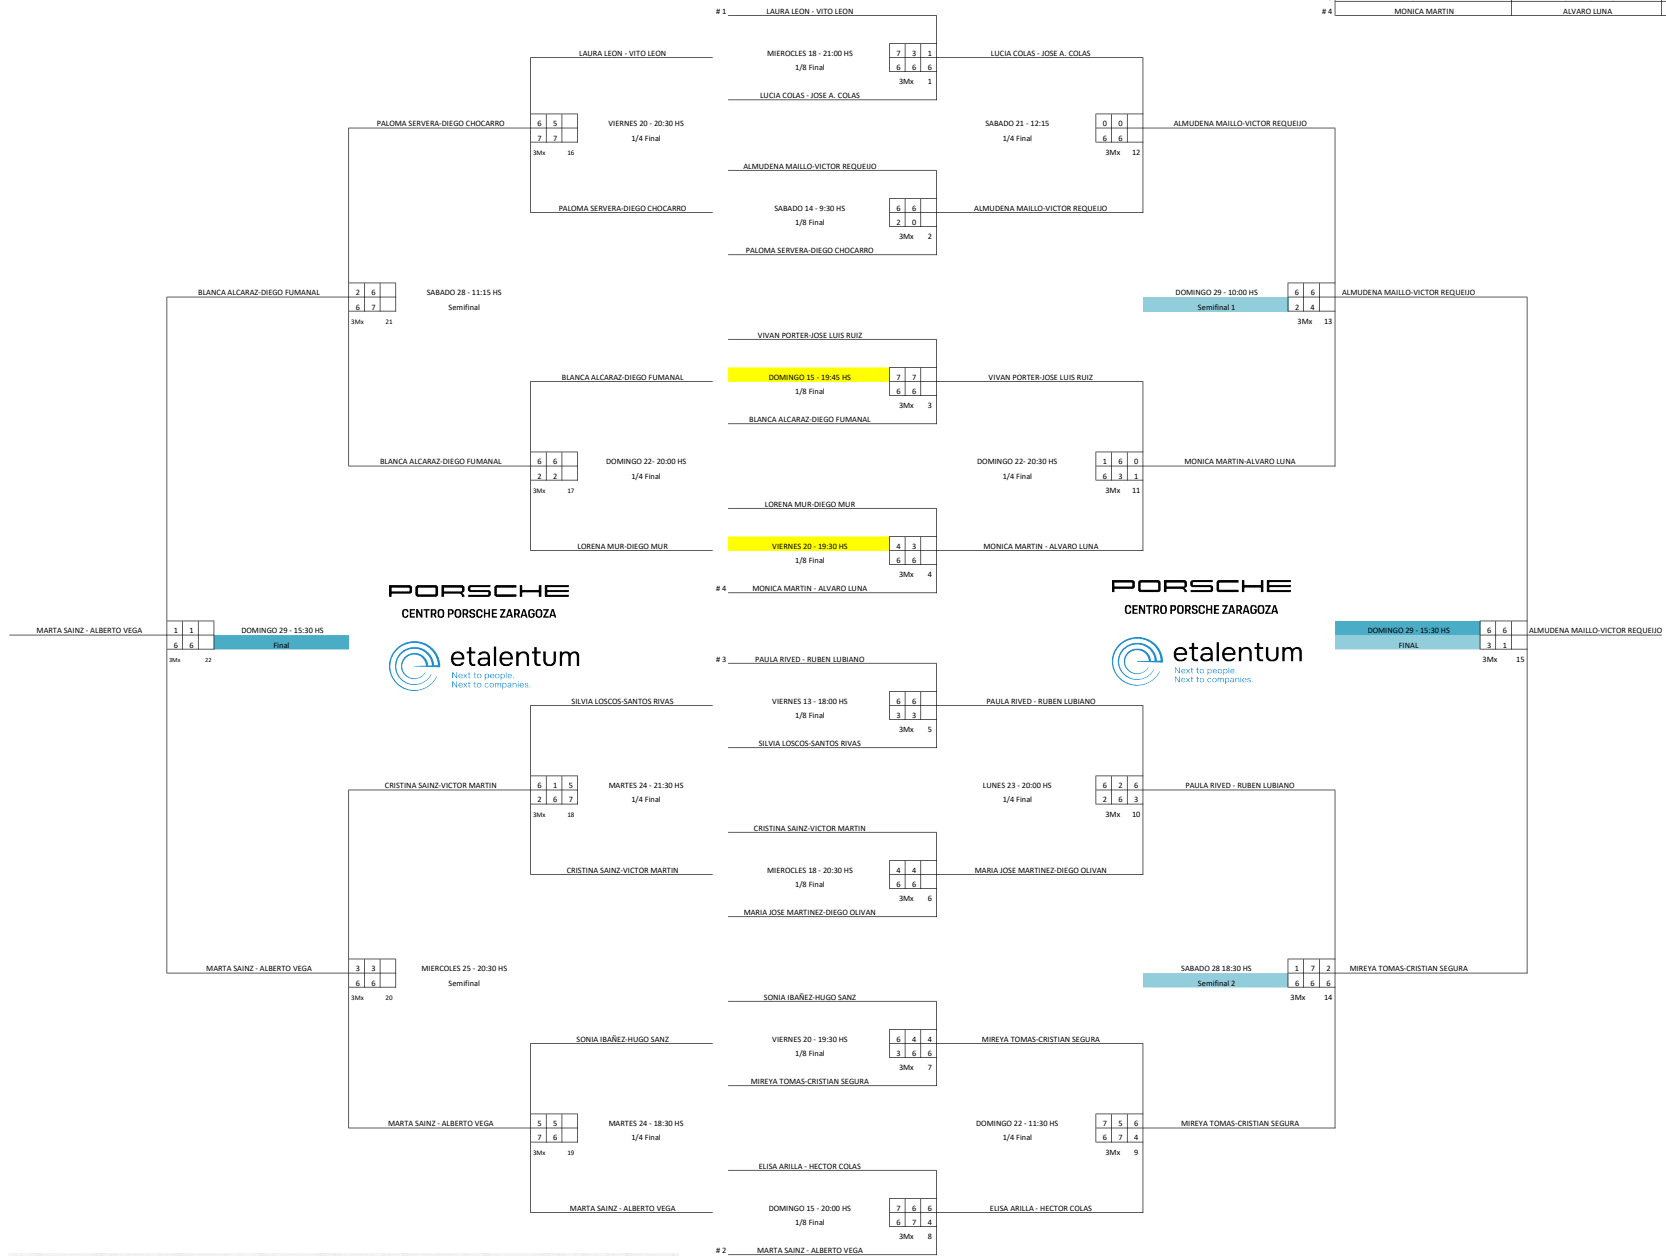 # 1 LAURA LEON - VITO LEON
# 4 MONICA MARTIN ALVARO LUNA
LAURA LEON - VITO LEON MIERCOLES 18 - 21:00 HS 7 3 1 LUCIA COLAS - JOSE A. COLAS
1/8 Final 6 6 6
3Mx 1
LUCIA COLAS - JOSE A. COLAS
PALOMA SERVERA-DIEGO CHOCARRO 6 5 VIERNES 20 - 20:30 HS SABADO 21 - 12:15 0 0 ALMUDENA MAILLO-VICTOR REQUEIJO
7 7 1/4 Final 1/4 Final 6 6
3Mx 16 3Mx 12
ALMUDENA MAILLO-VICTOR REQUEIJO
PALOMA SERVERA-DIEGO CHOCARRO SABADO 14 - 9:30 HS 6 6 ALMUDENA MAILLO-VICTOR REQUEIJO
1/8 Final 2 0
3Mx 2
PALOMA SERVERA-DIEGO CHOCARRO
BLANCA ALCARAZ-DIEGO FUMANAL 2 6 SABADO 28 - 11:15 HS DOMINGO 29 - 10:00 HS 6 6 ALMUDENA MAILLO-VICTOR REQUEIJO
6 7 Semifinal Semifinal 1 2 4
3Mx 21 3Mx 13
VIVAN PORTER-JOSE LUIS RUIZ
BLANCA ALCARAZ-DIEGO FUMANAL DOMINGO 15 - 19:45 HS 7 7 VIVAN PORTER-JOSE LUIS RUIZ
1/8 Final 6 6
3Mx 3
BLANCA ALCARAZ-DIEGO FUMANAL
BLANCA ALCARAZ-DIEGO FUMANAL 6 6 DOMINGO 22- 20:00 HS DOMINGO 22- 20:30 HS 1 6 0 MONICA MARTIN-ALVARO LUNA
2 2 1/4 Final 1/4 Final 6 3 1
3Mx 17 3Mx 11
LORENA MUR-DIEGO MUR
LORENA MUR-DIEGO MUR VIERNES 20 - 19:30 HS 4 3 MONICA MARTIN - ALVARO LUNA
1/8 Final 6 6
3Mx 4
# 4 MONICA MARTIN - ALVARO LUNA
PORSCHE PORSCHE
CENTRO PORSCHE ZARAGOZA CENTRO PORSCHE ZARAGOZA
MARTA SAINZ - ALBERTO VEGA 1 1 DOMINGO 29 - 15:30 HS DOMINGO 29 - 15:30 HS 6 6 ALMUDENA MAILLO-VICTOR REQUEIJO
6 6 Final FINAL 3 1
3Mx 22 3Mx 15
etalentum etalentum
Next to people. Next to people.
Next to companies. Next to companies.
# 3 PAULA RIVED - RUBEN LUBIANO
SILVIA LOSCOS-SANTOS RIVAS VIERNES 13 - 18:00 HS 6 6 PAULA RIVED - RUBEN LUBIANO
1/8 Final 3 3
3Mx 5
SILVIA LOSCOS-SANTOS RIVAS
CRISTINA SAINZ-VICTOR MARTIN 6 1 5 MARTES 24 - 21:30 HS LUNES 23 - 20:00 HS 6 2 6 PAULA RIVED - RUBEN LUBIANO
2 6 7 1/4 Final 1/4 Final 2 6 3
3Mx 18 3Mx 10
CRISTINA SAINZ-VICTOR MARTIN
CRISTINA SAINZ-VICTOR MARTIN MIERCOLES 18 - 20:30 HS 4 4 MARIA JOSE MARTINEZ-DIEGO OLIVAN
1/8 Final 6 6
3Mx 6
MARIA JOSE MARTINEZ-DIEGO OLIVAN
MARTA SAINZ - ALBERTO VEGA 3 3 MIERCOLES 25 - 20:30 HS SABADO 28 18:30 HS 1 7 2 MIREYA TOMAS-CRISTIAN SEGURA
6 6 Semifinal Semifinal 2 6 6 6
3Mx 20 3Mx 14
SONIA IBAÑEZ-HUGO SANZ
SONIA IBAÑEZ-HUGO SANZ VIERNES 20 - 19:30 HS 6 4 4 MIREYA TOMAS-CRISTIAN SEGURA
1/8 Final 3 6 6
3Mx 7
MIREYA TOMAS-CRISTIAN SEGURA
MARTA SAINZ - ALBERTO VEGA 5 5 MARTES 24 - 18:30 HS DOMINGO 22 - 11:30 HS 7 5 6 MIREYA TOMAS-CRISTIAN SEGURA
7 6 1/4 Final 1/4 Final 6 7 4
3Mx 19 3Mx 9
ELISA ARILLA - HECTOR COLAS
MARTA SAINZ - ALBERTO VEGA DOMINGO 15 - 20:00 HS 7 6 6 ELISA ARILLA - HECTOR COLAS
1/8 Final 6 7 4
3Mx 8
# 2 MARTA SAINZ - ALBERTO VEGA